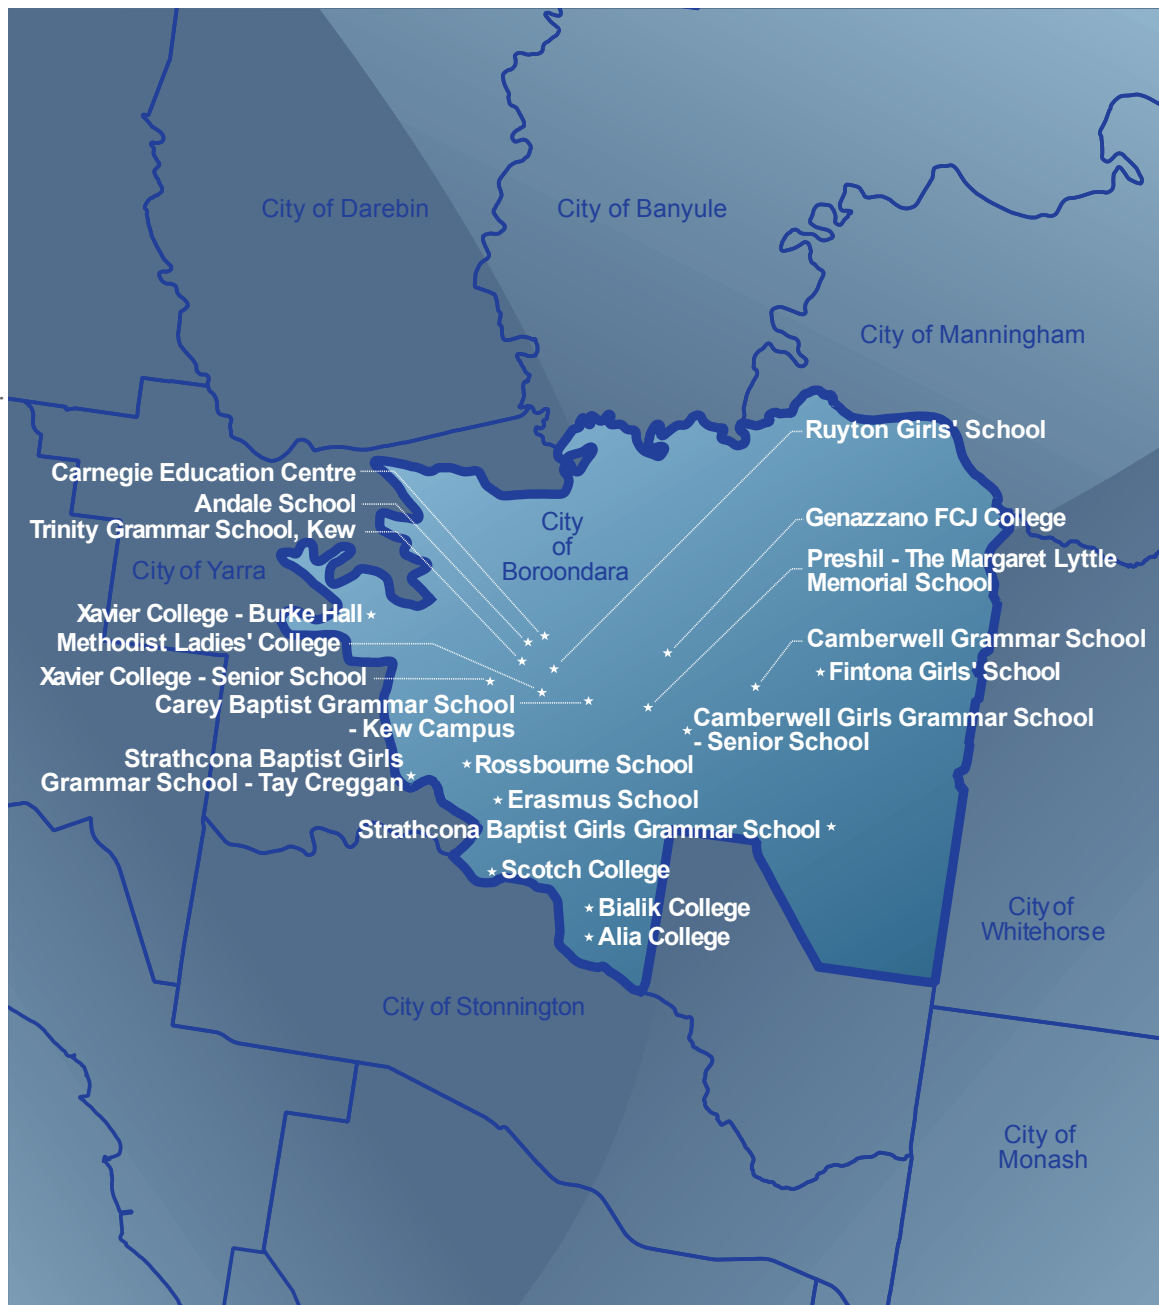 City of Darebin
City of Banyule
City of Manningham
Ruyton Girls' School
Carnegie Education Centre
Andale School
Trinity Grammar School, Kew
City
of
Boroondara
Genazzano FCJ College
City of Yarra
Preshil - The Margaret Lyttle
Memorial School
Xavier College - Burke Hall
Methodist Ladies' College
Camberwell Grammar School
Fintona Girls' School
Xavier College - Senior School
Carey Baptist Grammar School
- Kew Campus
Camberwell Girls Grammar School
- Senior School
Strathcona Baptist Girls
Grammar School - Tay Creggan
Rossbourne School
Erasmus School
Strathcona Baptist Girls Grammar School
Scotch College
Bialik College
Alia College
City of
Whitehorse
City of Stonnington
City of
Monash